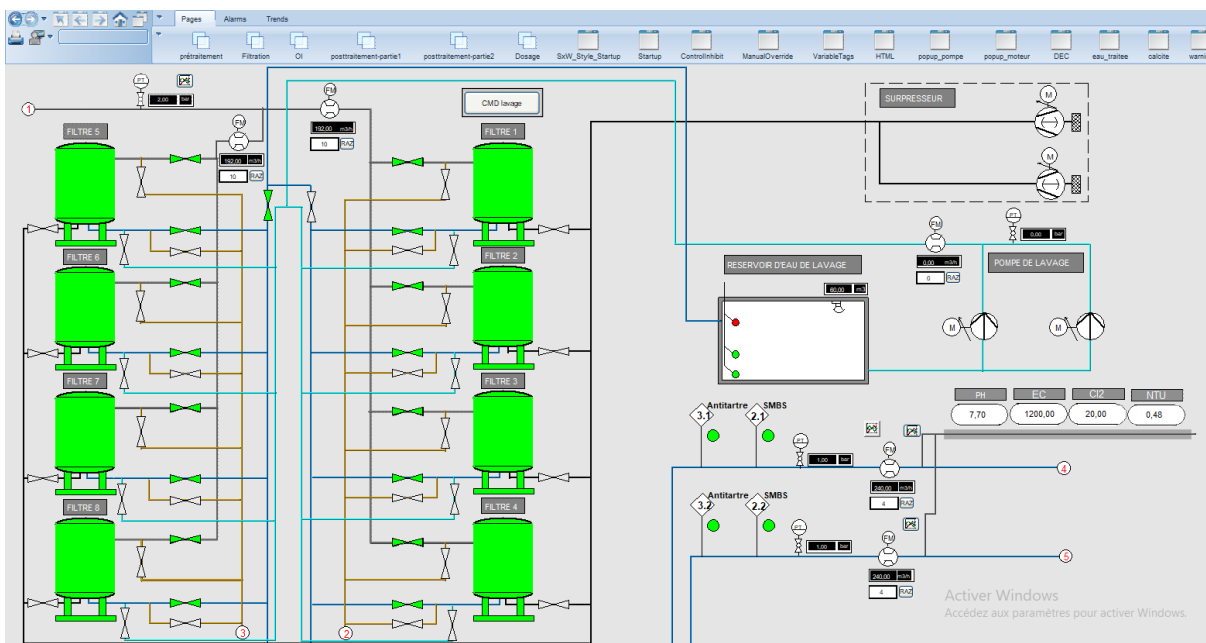 Pages Alarms Trends
prétraitement Filtration OI posttraitement-partie1 posttraitement-partie2 Dosage SxW_Style_Startup Startup ControlInhibit ManualOverride VariableTags HTML popup_pompe popup_moteur DEC eau_traitee calcite
PT
2,00 bar
1
FM
192,00 m3/h
10 RAZ
FM
192,00 m3/h
10 RAZ
CMD lavage
FILTRE 5
FILTRE 6
FILTRE 7
FILTRE 8
FILTRE 1
FILTRE 2
FILTRE 3
FILTRE 4
3
2
SURPRESSEUR
M
M
FM
0,00 m3/h
0 RAZ
PT
0,00 bar
POMPE DE LAVAGE
M
M
RESERVOIR D'EAU DE LAVAGE
60,00 m3
PH EC Cl2 NTU
7,70 1200,00 20,00 0,48
Antitartre SMBS
3.1 2.1
PT
1,00 bar
FM
240,00 m3/h
4 RAZ
4
Antitartre SMBS
3.2 2.2
PT
1,00 bar
FM
240,00 m3/h
4 RAZ
5
Activer Windows
Accédez aux paramètres pour activer Windows.